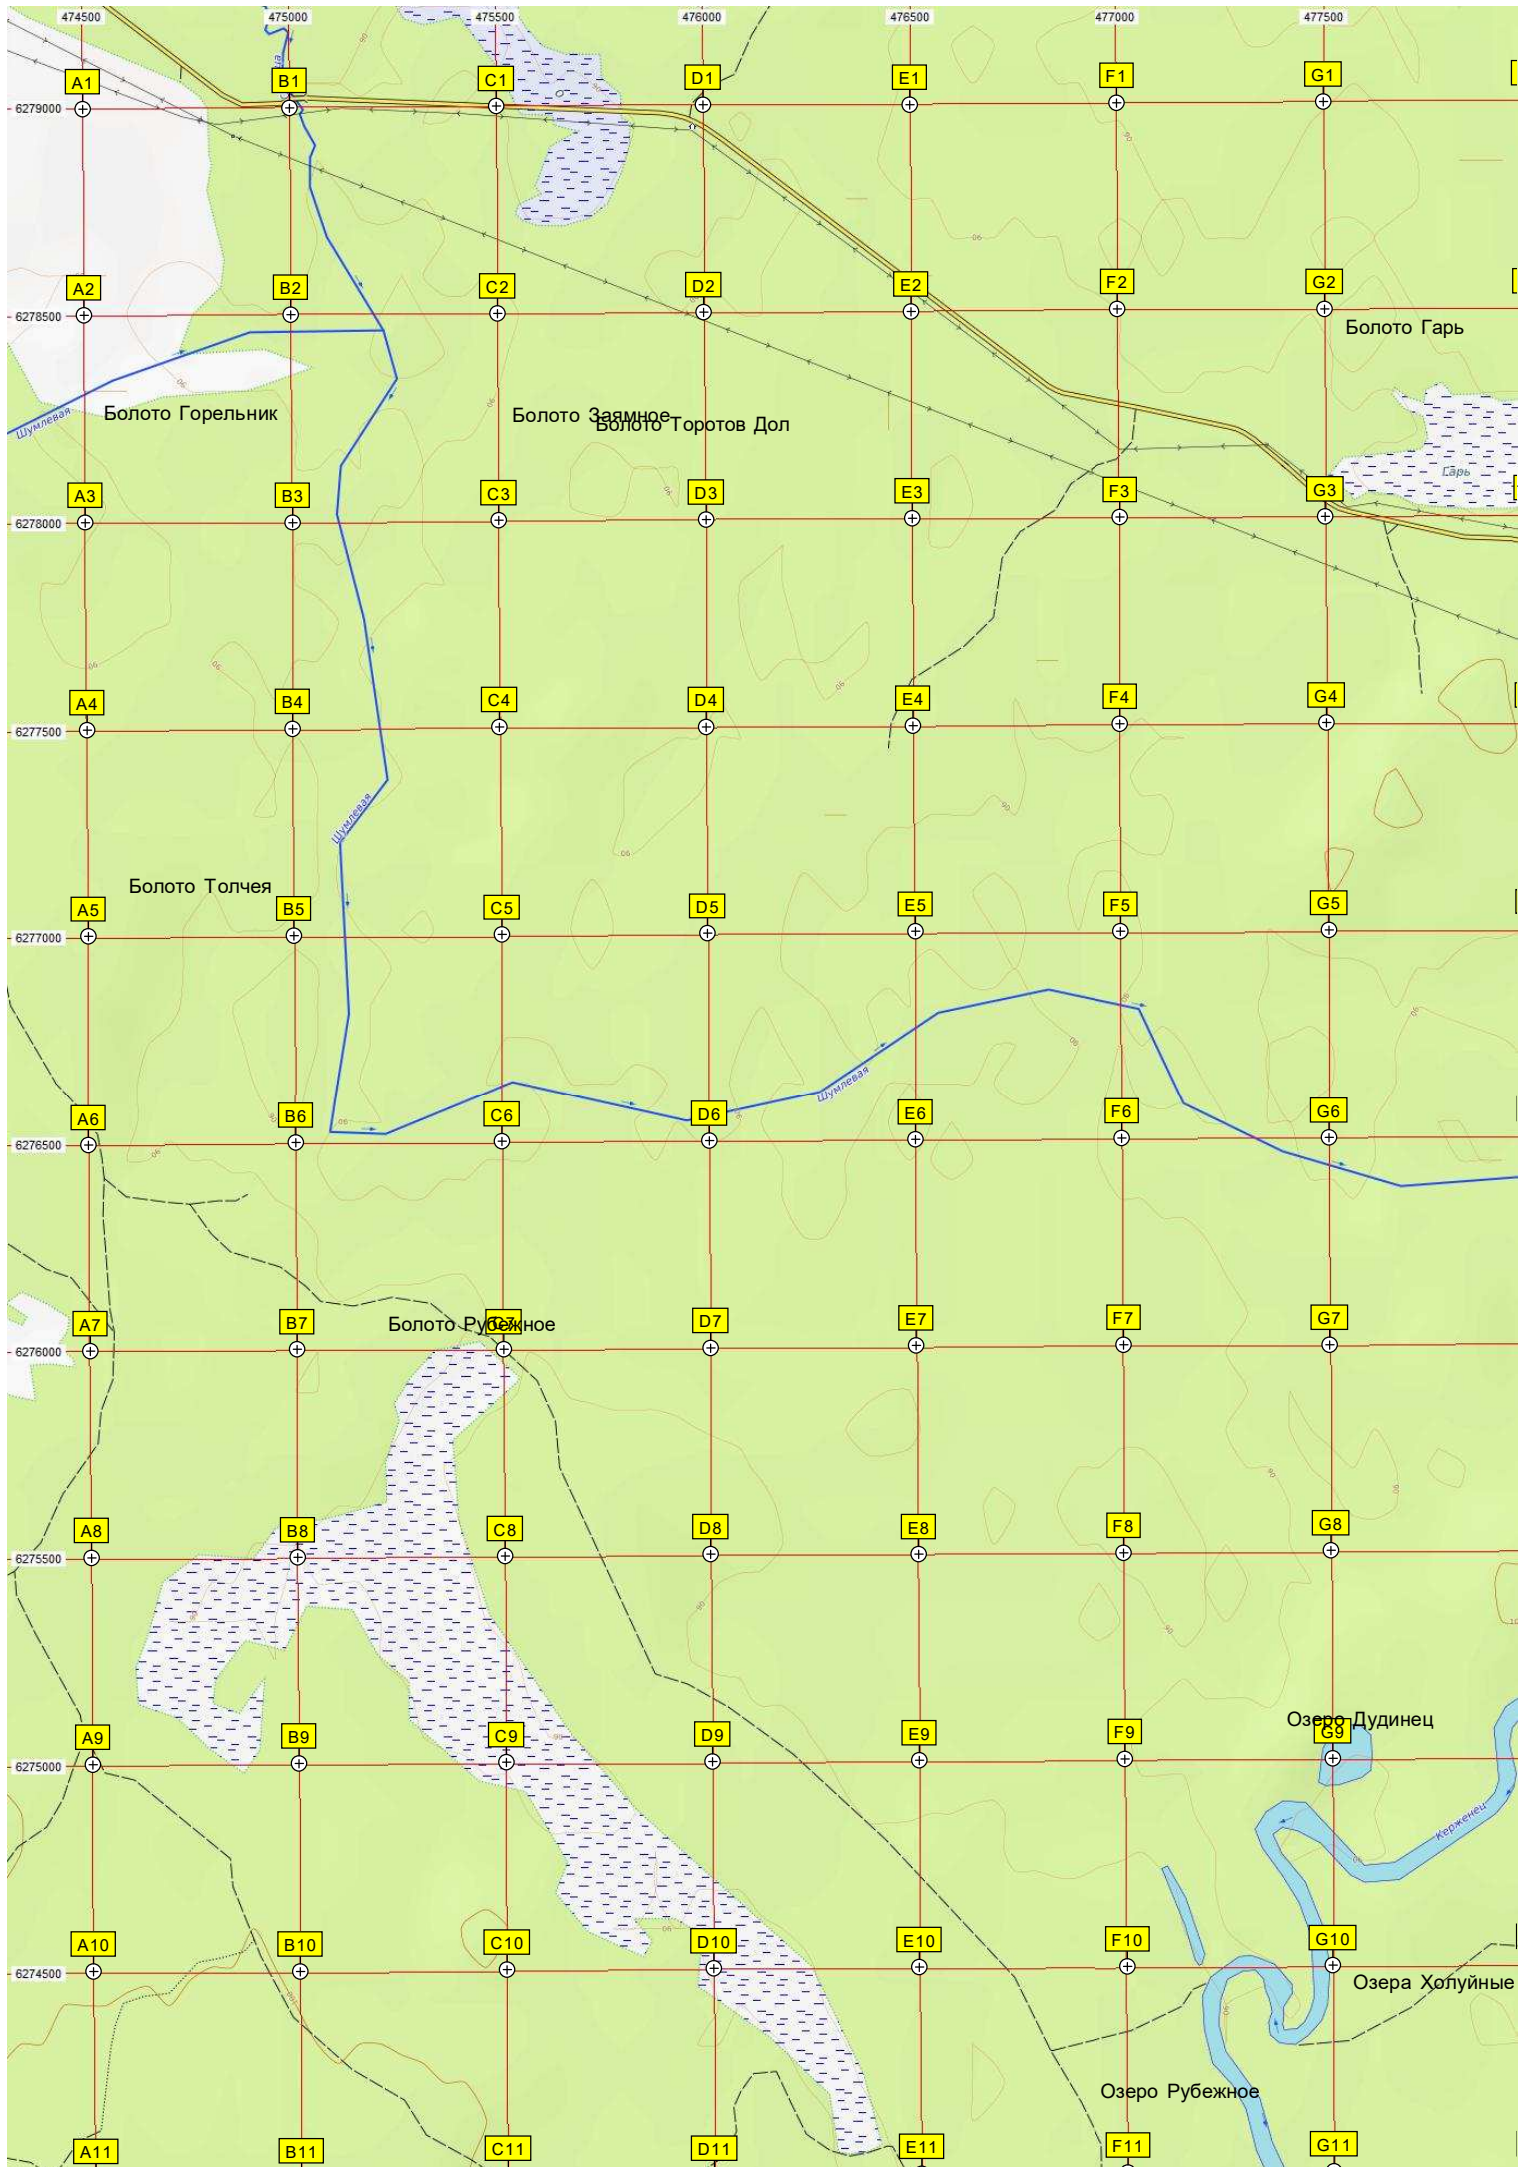 474500 475000 475500 476000 476500 477000 477500
A1 B1 C1 D1 E1 F1 G1
6279000
A2 B2 C2 D2 E2 F2 G2
6278500
Болото Гарь
Шумлевая
Болото Горельник
Болото Заямное
Болото Торотов Дол
Гарь
A3 B3 C3 D3 E3 F3 G3
6278000
A4 B4 C4 D4 E4 F4 G4
6277500
Шумлевая
Болото Толчея
A5 B5 C5 D5 E5 F5 G5
6277000
Шумлевая
A6 B6 C6 D6 E6 F6 G6
6276500
A7 B7 C7 D7 E7 F7 G7
Болото Рубежное
6276000
A8 B8 C8 D8 E8 F8 G8
6275500
Озеро Дудинец
A9 B9 C9 D9 E9 F9 G9
6275000
Керженец
A10 B10 C10 D10 E10 F10 G10
6274500
Озера Холуйные
Озеро Рубежное
A11 B11 C11 D11 E11 F11 G11